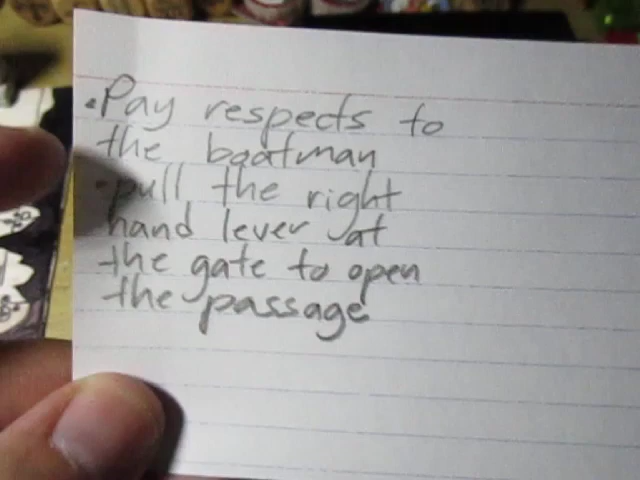 • Pay respects to
the boatman
- pull the right
hand lever at
the gate to open
the passage